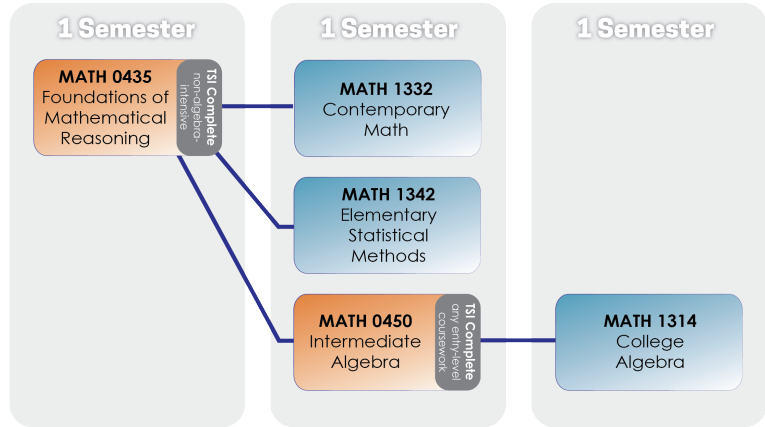 1 Semester
1 Semester
1 Semester
MATH 0435
Foundations of
Mathematical
Reasoning
TSI Complete
non-algebra-
intensive
MATH 1332
Contemporary
Math
MATH 1342
Elementary
Statistical
Methods
MATH 0450
Intermediate
Algebra
TSI Complete
any entry-level
coursework
MATH 1314
College
Algebra